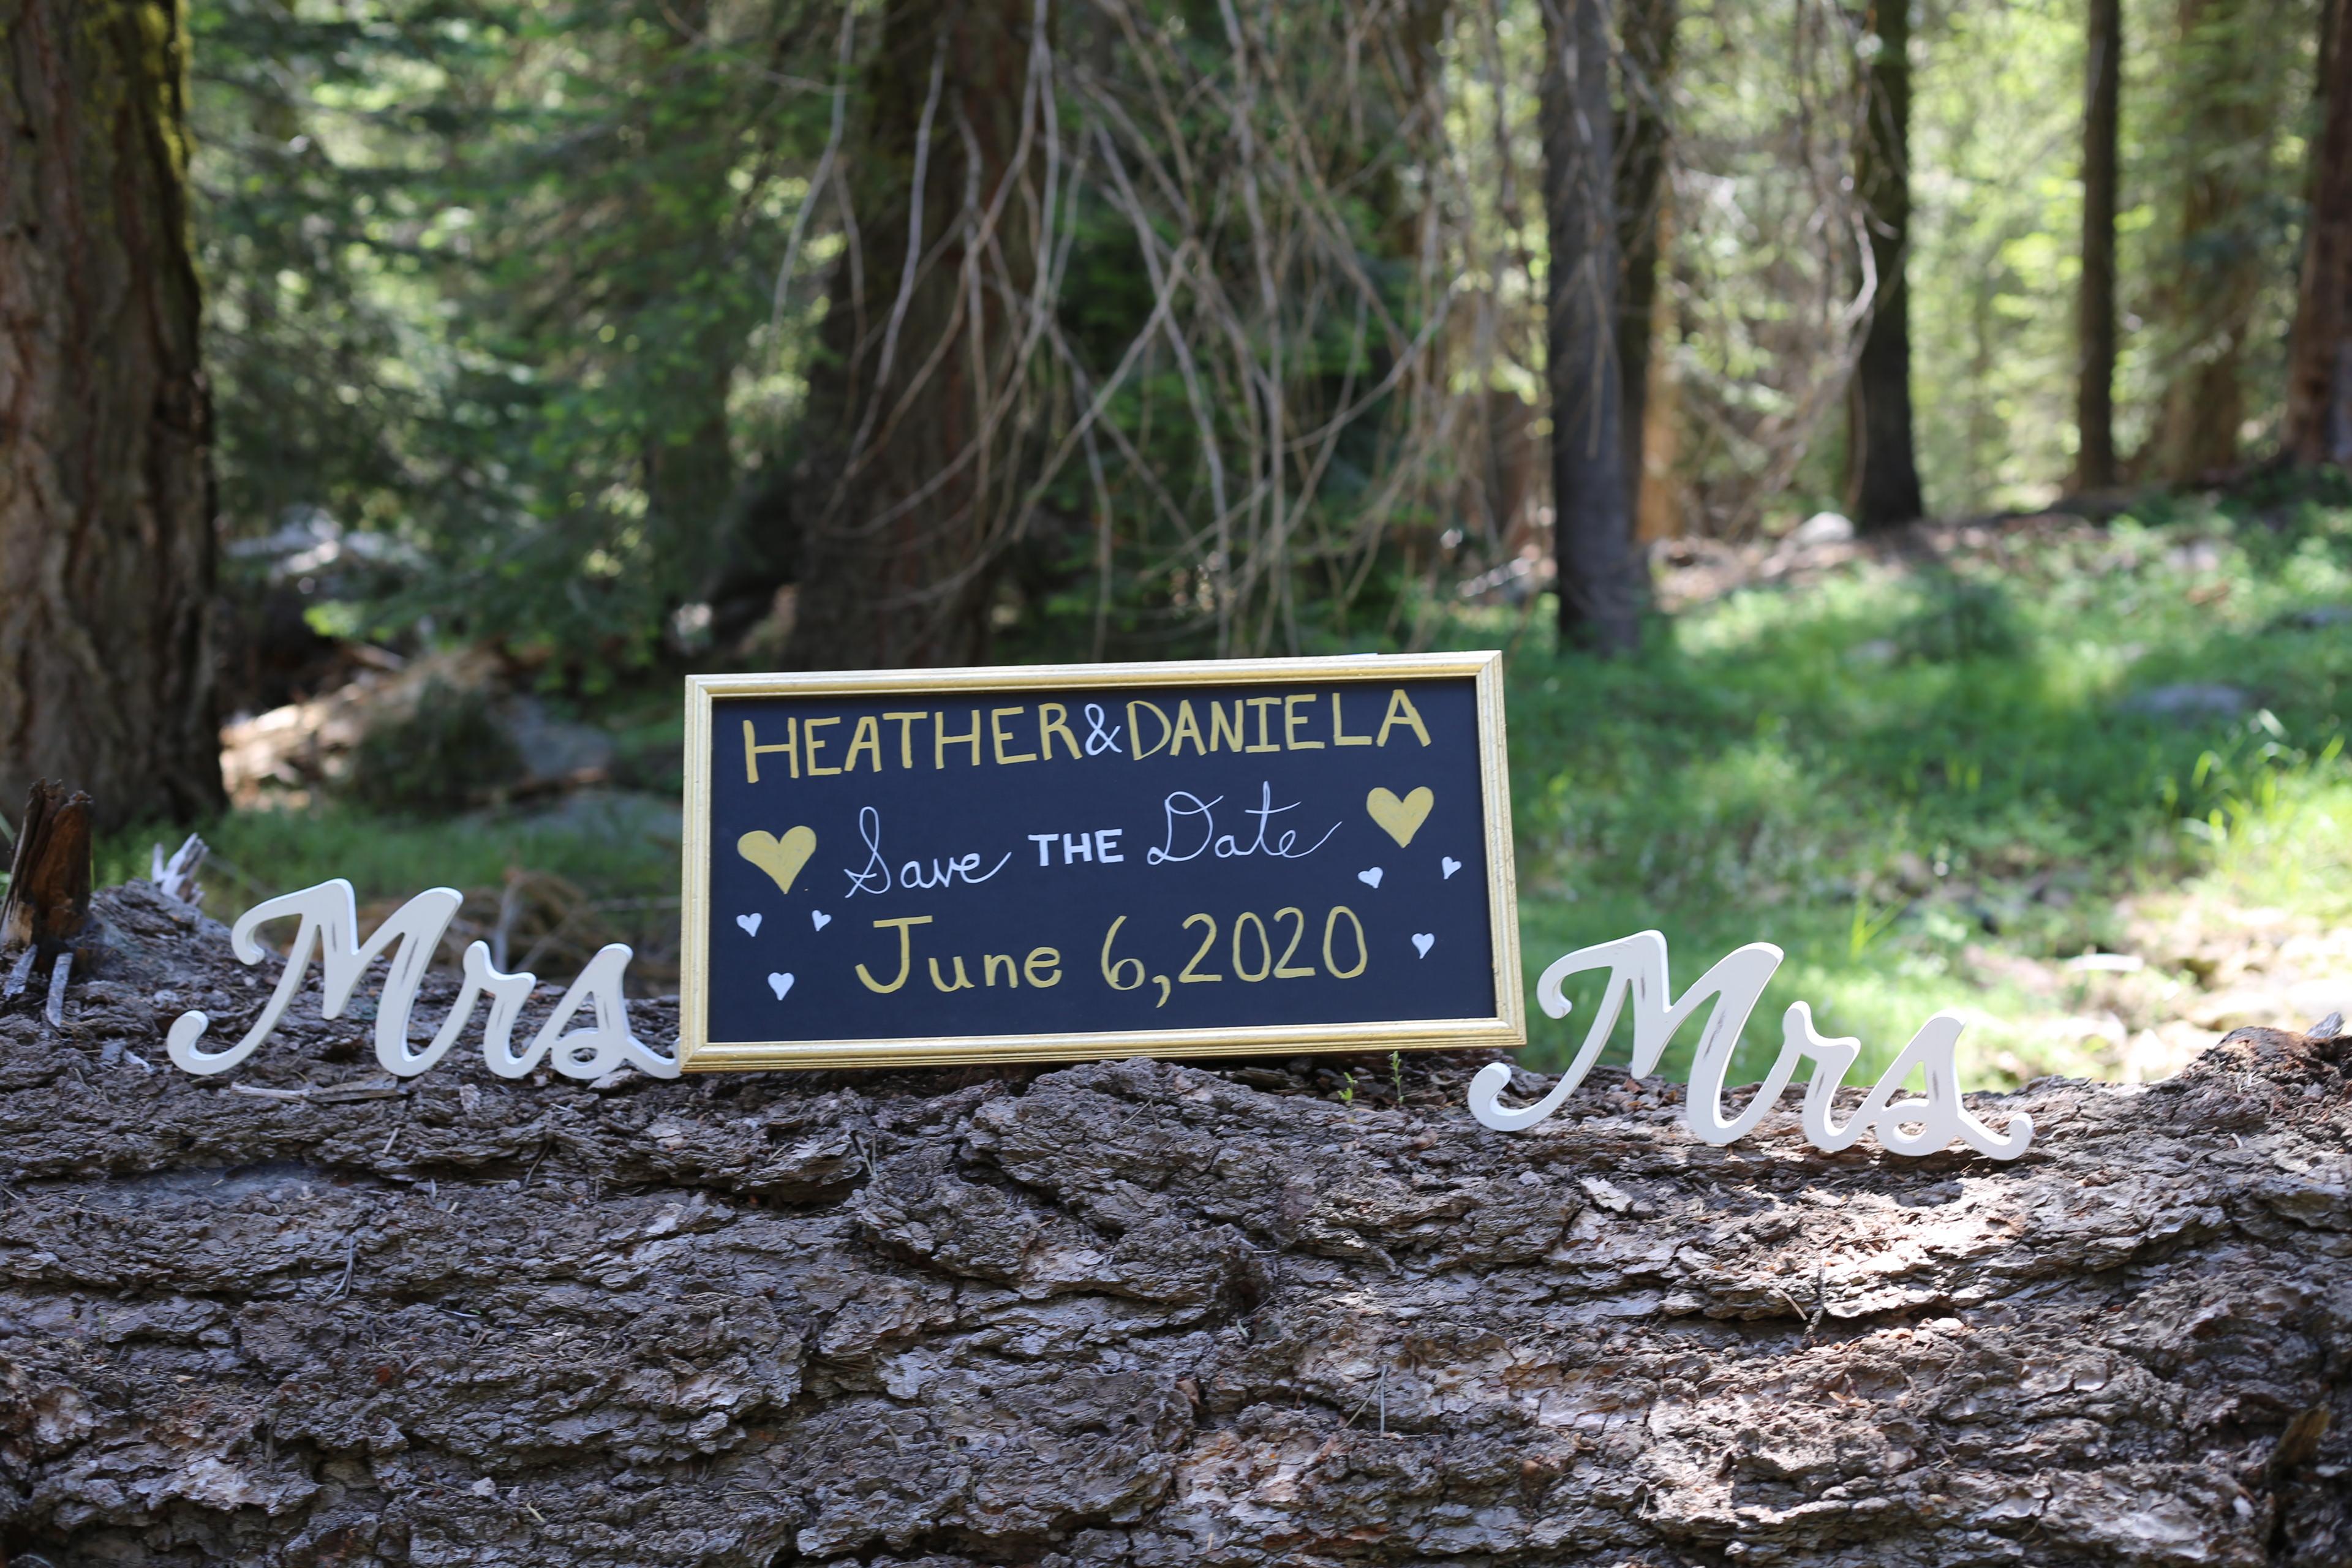 HEATHER & DANIELA
Save THE Date
June 6, 2020
Mrs
Mrs